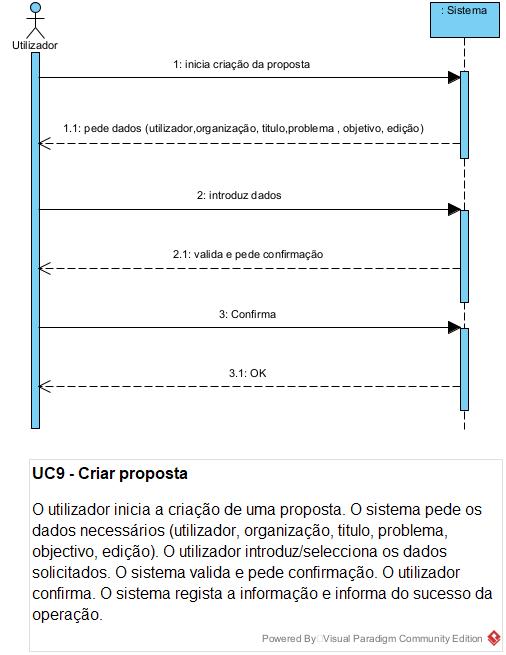 : Sistema
Utilizador
1: inicia criação da proposta
1.1: pede dados (utilizador,organização, titulo,problema , objetivo, edição)
2: introduz dados
2.1: valida e pede confirmação
3: Confirma
3.1: OK
UC9 - Criar proposta
O utilizador inicia a criação de uma proposta. O sistema pede os
dados necessários (utilizador, organização, titulo, problema,
objectivo, edição). O utilizador introduz/selecciona os dados
solicitados. O sistema valida e pede confirmação. O utilizador
confirma. O sistema regista a informação e informa do sucesso da
operação.
Powered By Visual Paradigm Community Edition